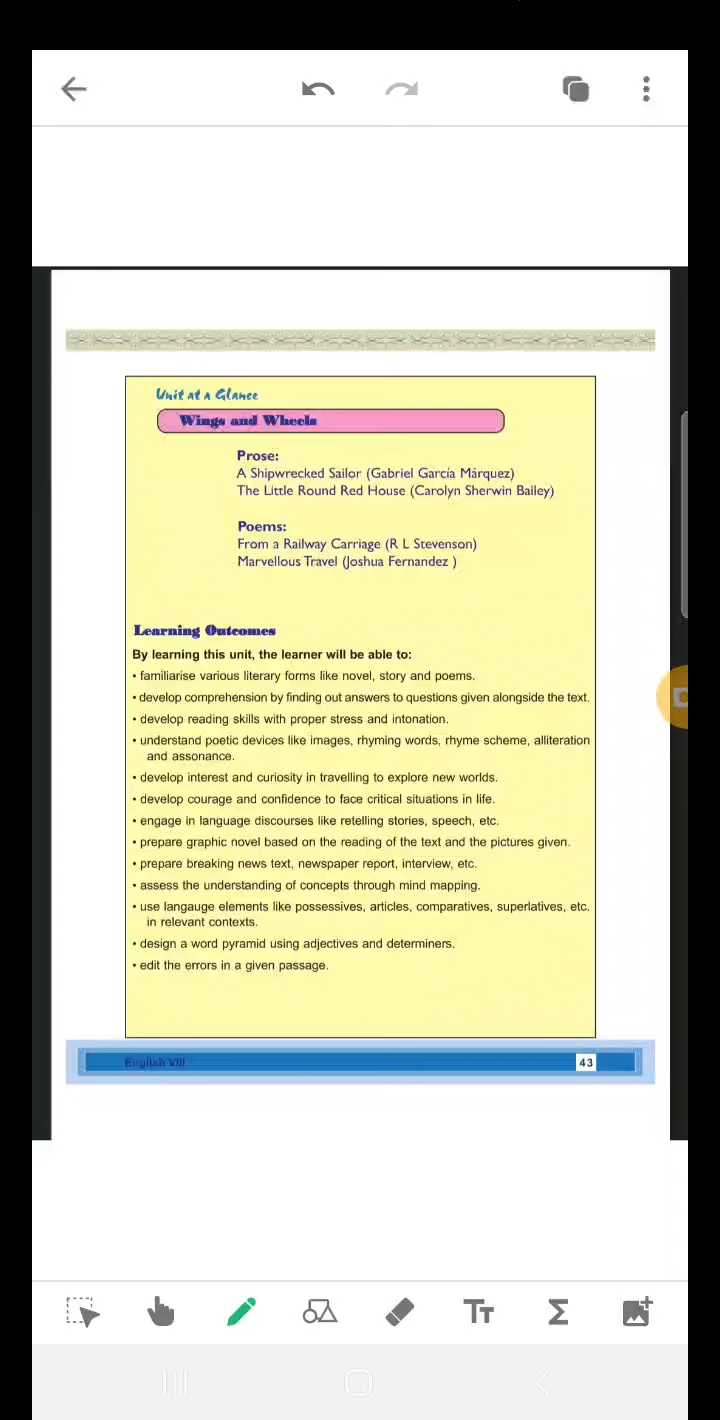 Unit at a Glance
Wings and Wheels
Prose:
A Shipwrecked Sailor (Gabriel García Márquez)
The Little Round Red House (Carolyn Sherwin Bailey)
Poems:
From a Railway Carriage (R L Stevenson)
Marvellous Travel (Joshua Fernandez )
Learning Outcomes
By learning this unit, the learner will be able to:
• familiarise various literary forms like novel, story and poems.
• develop comprehension by finding out answers to questions given alongside the text.
• develop reading skills with proper stress and intonation.
• understand poetic devices like images, rhyming words, rhyme scheme, alliteration
and assonance.
• develop interest and curiosity in travelling to explore new worlds.
• develop courage and confidence to face critical situations in life.
• engage in language discourses like retelling stories, speech, etc.
• prepare graphic novel based on the reading of the text and the pictures given.
• prepare breaking news text, newspaper report, interview, etc.
• assess the understanding of concepts through mind mapping.
• use langauge elements like possessives, articles, comparatives, superlatives, etc.
in relevant contexts.
• design a word pyramid using adjectives and determiners.
• edit the errors in a given passage.
English VIII
43
TT
Σ